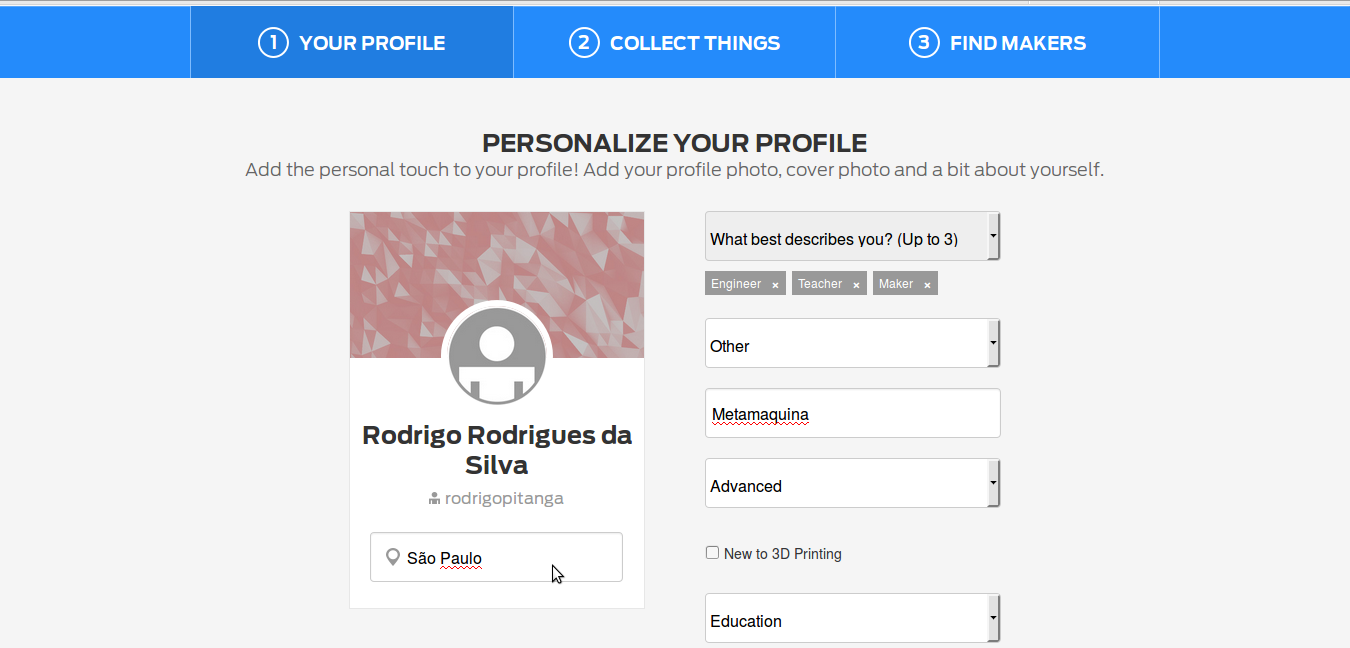 1 YOUR PROFILE
2 COLLECT THINGS
3 FIND MAKERS
PERSONALIZE YOUR PROFILE
Add the personal touch to your profile! Add your profile photo, cover photo and a bit about yourself.
Rodrigo Rodrigues da
Silva
rodrigopitanga
São Paulo
What best describes you? (Up to 3)
Engineer × Teacher × Maker ×
Other
Metamaquina
Advanced
New to 3D Printing
Education